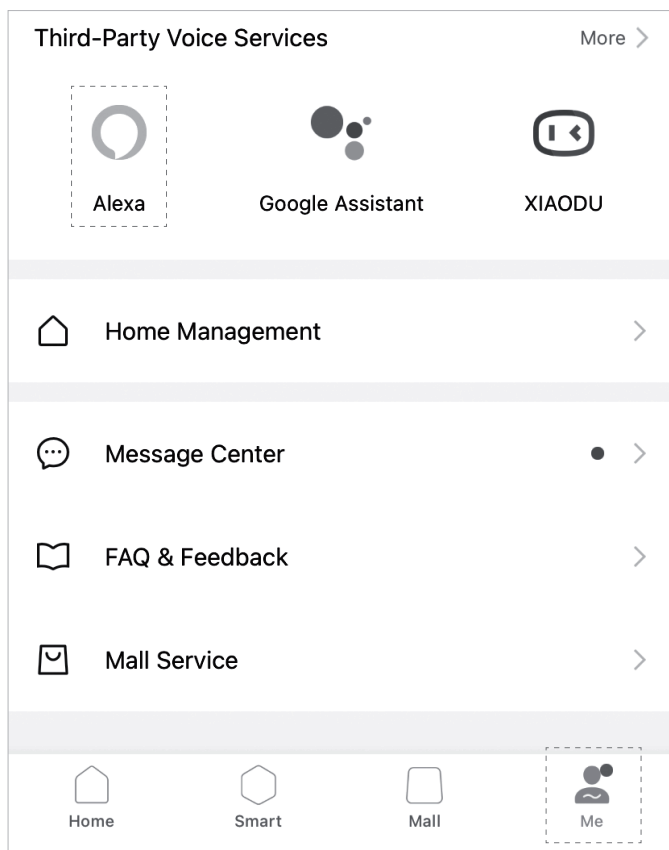 Third-Party Voice Services More
Alexa Google Assistant XIAODU
Home Management
Message Center
FAQ & Feedback
Mall Service
Home Smart Mall Me